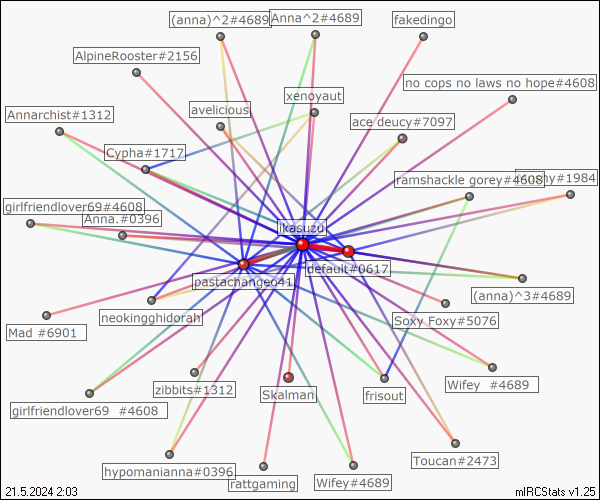 (anna)^2#4689
Anna^2#4689
fakedingo
AlpineRooster#2156
no cops no laws no hope#4608
xenoyaut
Annarchist#1312
avelicious
ace deucy#7097
Cypha#1717
ramshackle gorey#4608
#1984
girlfriendlover69#4608
Anna.#0396
ikasuzu
default#0617
pastachangeo41
(anna)^3#4689
neokingghidorah
Soxy Foxy#5076
Mad #6901
zibbits#1312
Skalman
frisout
Wifey #4689
girlfriendlover69 #4608
Toucan#2473
hypomanianna#0396
rattgaming
Wifey#4689
21.5.2024 2:03
mIRCStats v1.25